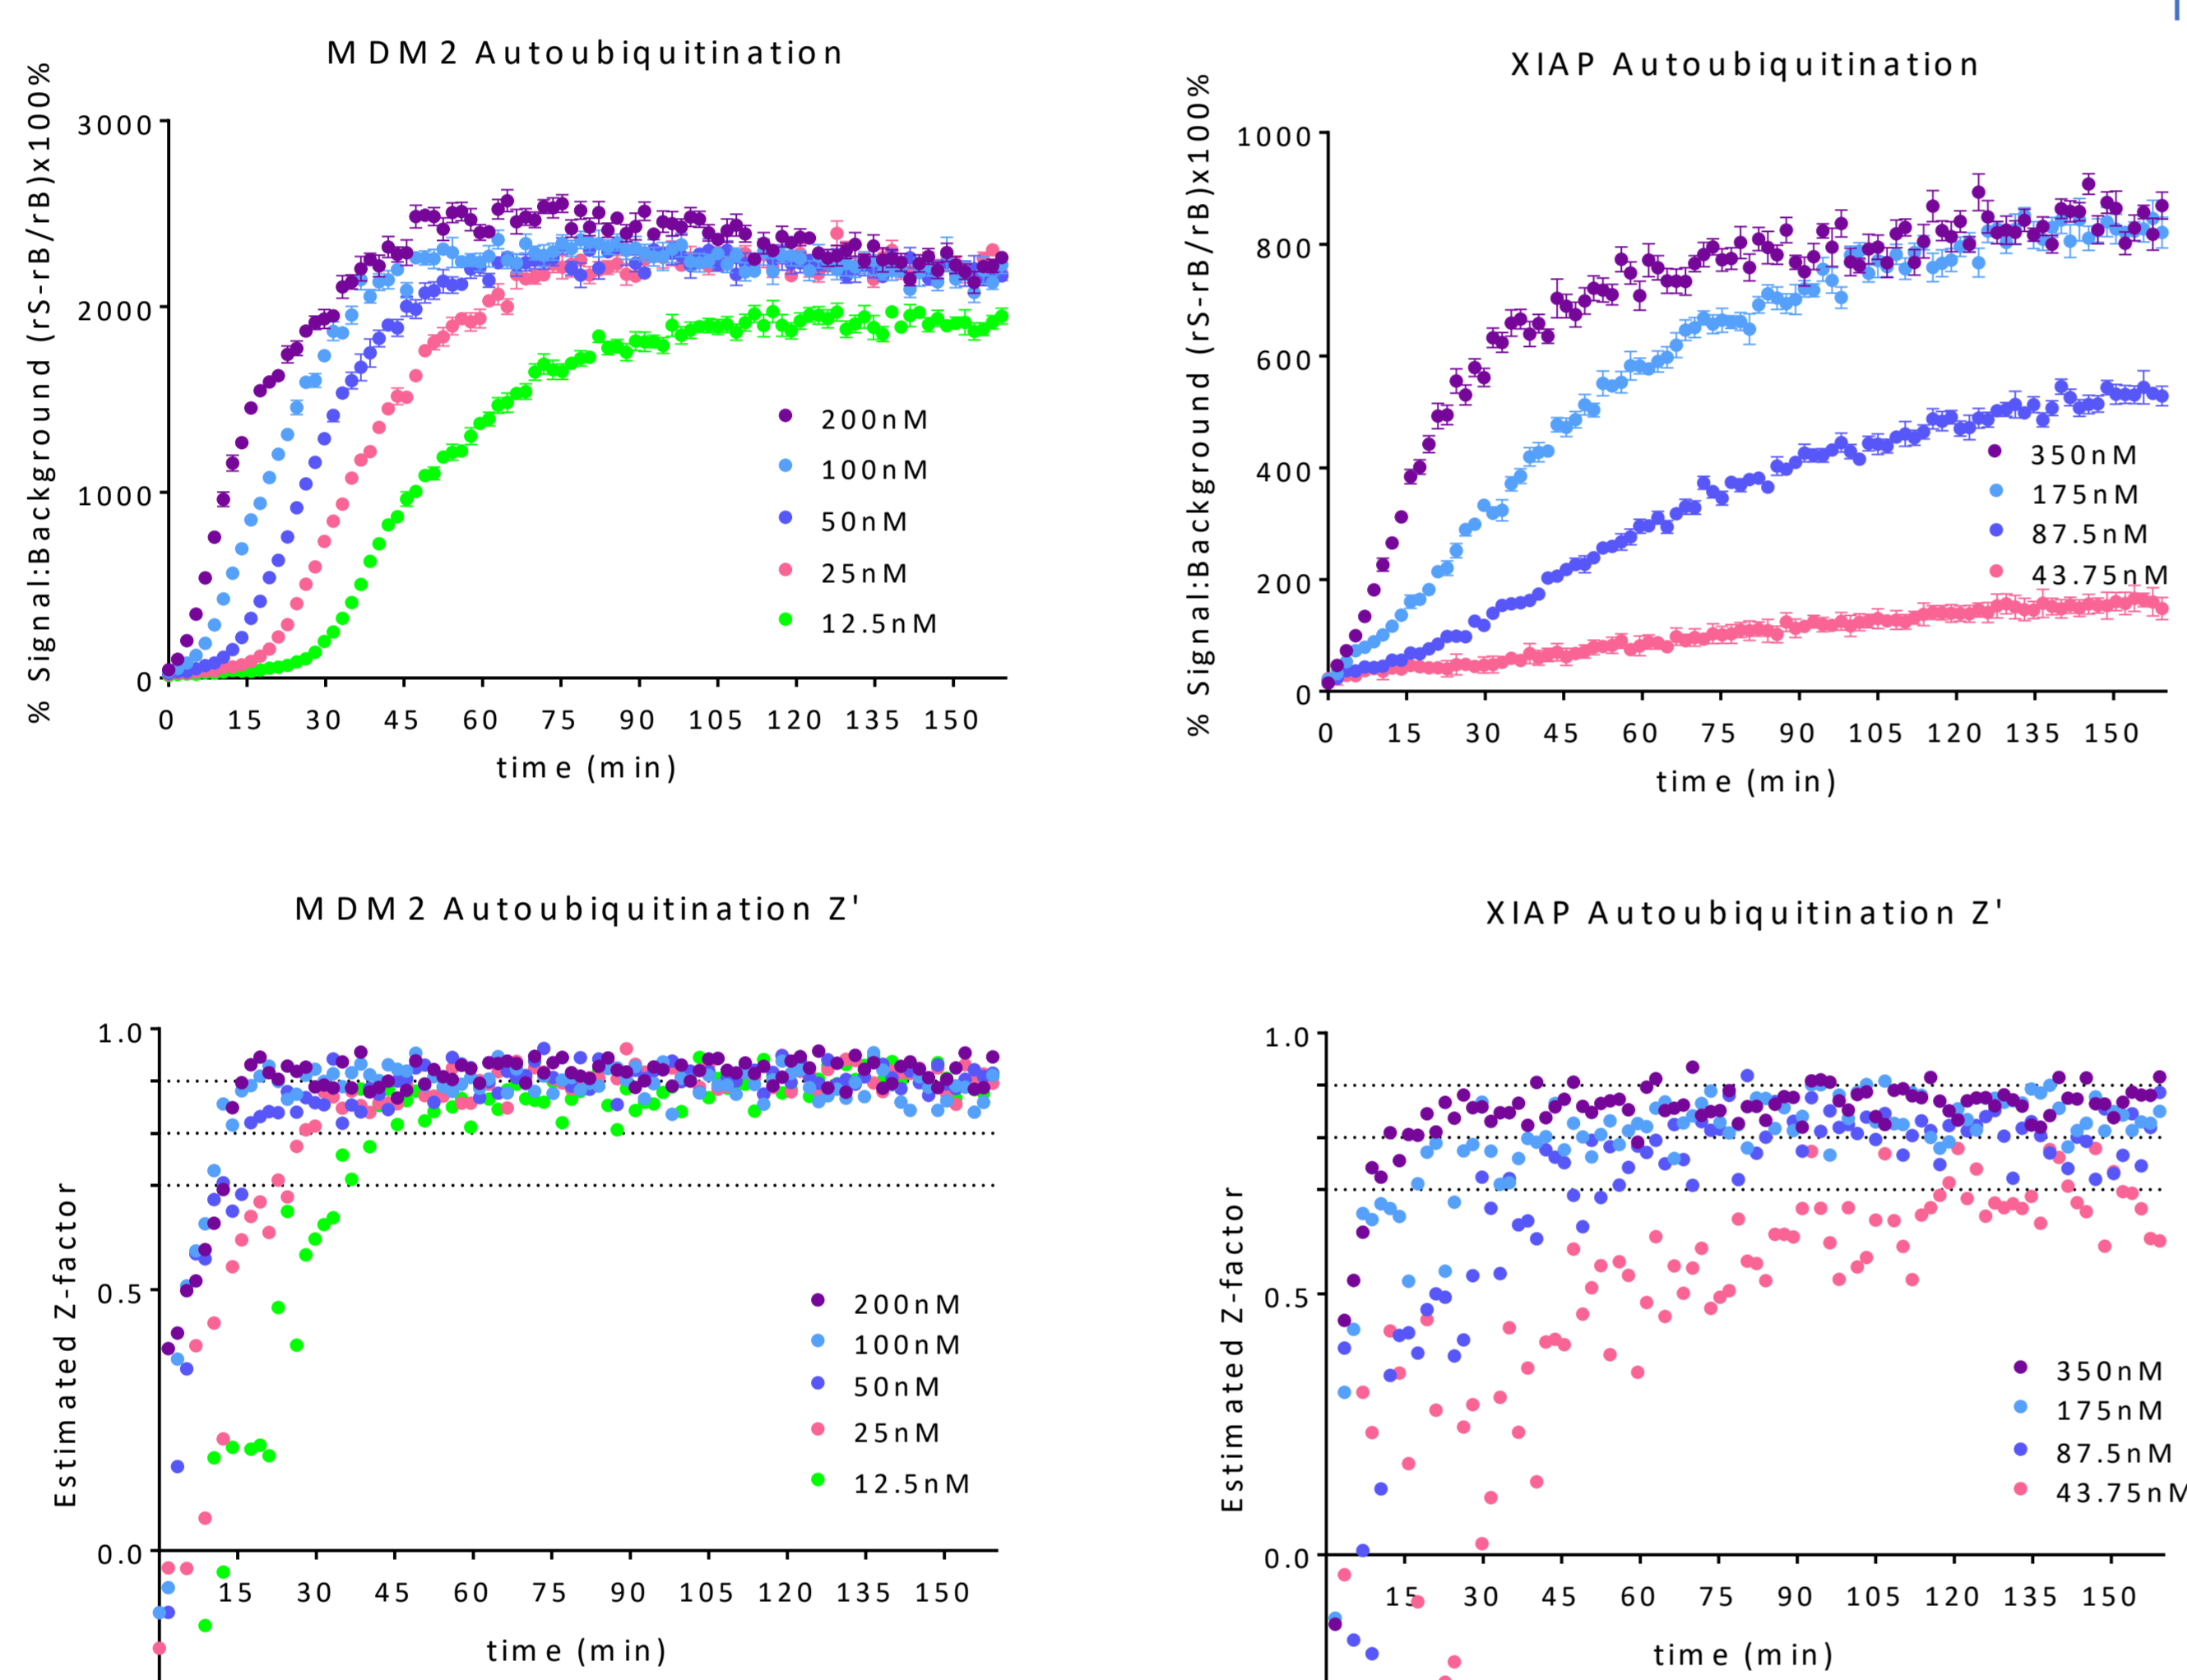 MDM2 Autoubiquitination
% Signal:Background (rS-rB/rB)x100%
3000
2000
1000
0
0 15 30 45 60 75 90 105 120 135 150
time (min)
200nM
100nM
50nM
25nM
12.5nM
XIAP Autoubiquitination
% Signal:Background (rS-rB/rB)x100%
1000
800
600
400
200
0
0 15 30 45 60 75 90 105 120 135 150
time (min)
350nM
175nM
87.5nM
43.75nM
MDM2 Autoubiquitination Z'
Estimated Z-factor
1.0
0.5
0.0
15 30 45 60 75 90 105 120 135 150
time (min)
200nM
100nM
50nM
25nM
12.5nM
XIAP Autoubiquitination Z'
Estimated Z-factor
1.0
0.5
0.0
15 30 45 60 75 90 105 120 135 150
time (min)
350nM
175nM
87.5nM
43.75nM